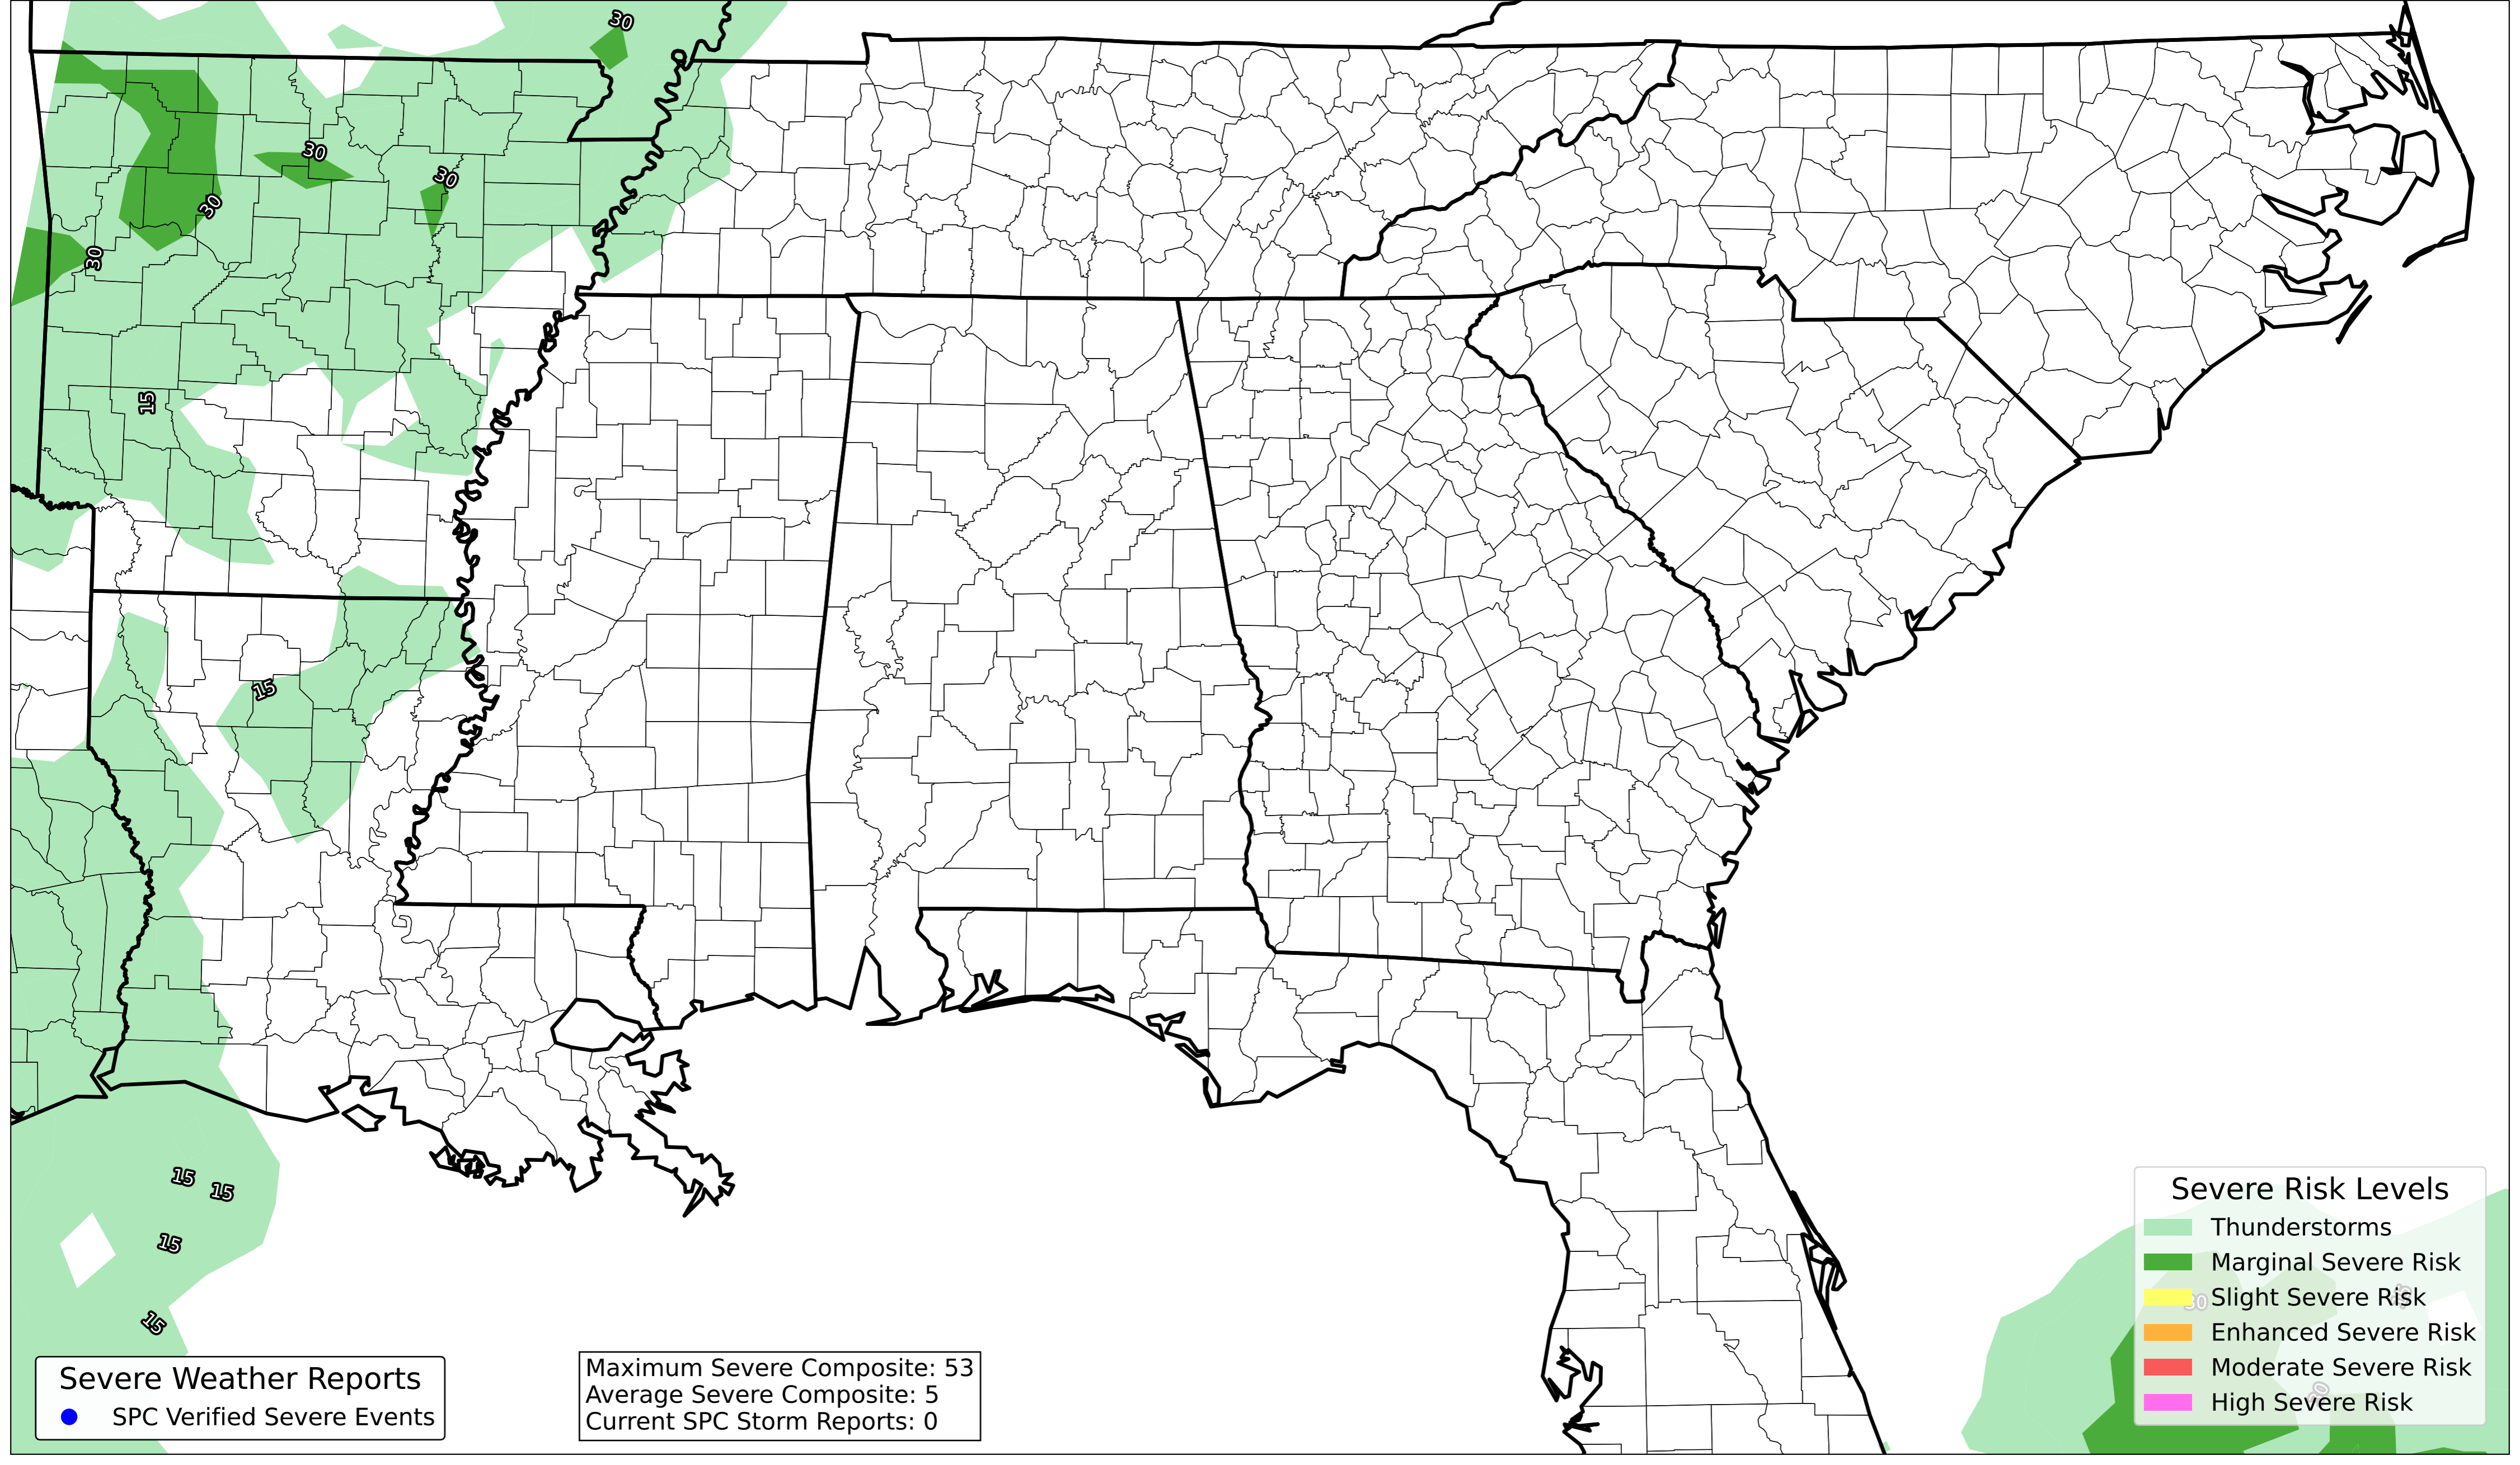 30
30
30
30
30
15
15
15
15
15
15
Severe Weather Reports
SPC Verified Severe Events
Maximum Severe Composite: 53
Average Severe Composite: 5
Current SPC Storm Reports: 0
Severe Risk Levels
Thunderstorms
Marginal Severe Risk
30
Slight Severe Risk
Enhanced Severe Risk
Moderate Severe Risk
High Severe Risk